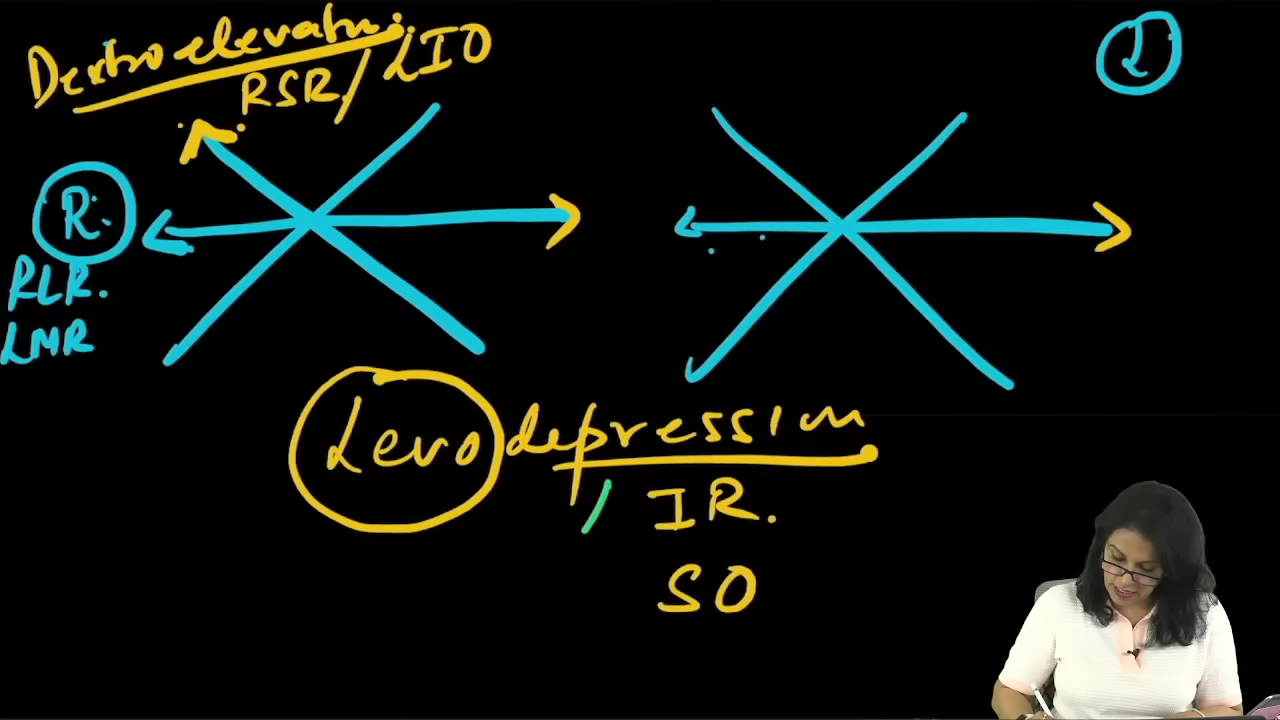 Dextroelevation
RSR/LIO
L
R.
RLR.
LMR
Levodepression
IR.
SO